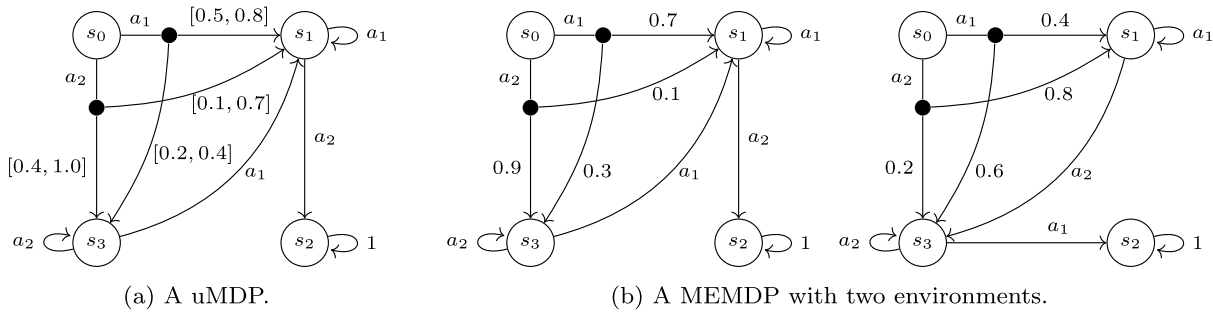 s0 a1 [0.5, 0.8] s1 a1
a2
[0.1, 0.7]
[0.4, 1.0] [0.2, 0.4] a1 a2
a2 s3 s2 1
(a) A uMDP.
s0 a1 0.7 s1 a1
a2
0.1
0.9 0.3 a1 a2
a2 s3 s2 1
s0 a1 0.4 s1 a1
a2
0.8
0.2 0.6 a2
a2 s3 a1 s2 1
(b) A MEMDP with two environments.